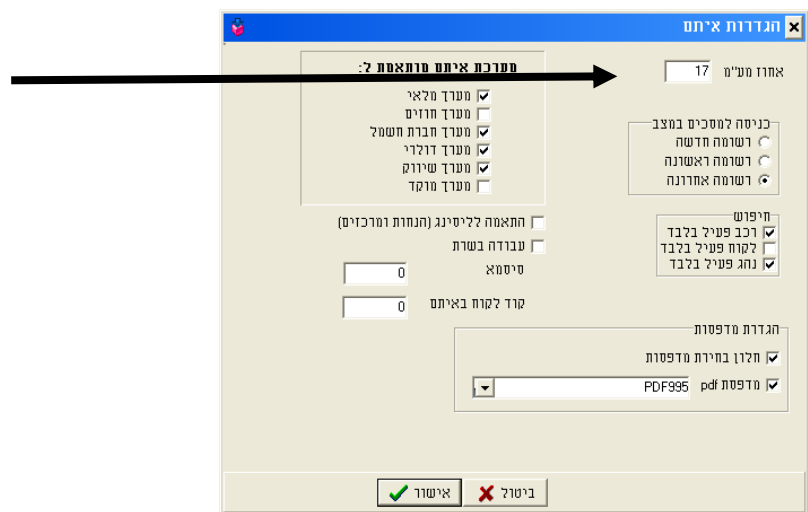 הגדרות איתם
אחוז מע"מ 17
כניסה למסכים במצב
רשומה חדשה
רשומה ראשונה
רשומה אחרונה
חיפוש
רכב פעיל בלבד
לקוח פעיל בלבד
נהג פעיל בלבד
מערכת איתם מותאמת ל:
מערך מלאי
מערך חוזים
מערך חברת חשמל
מערך דולרי
מערך שיווק
מערך מוקד
התאמה לליסינג (הנחות ומרכזים)
עבודה בשרת
סיסמא 0
קוד לקוח באיתם 0
הגדרת מדפסות
חלון בחירת מדפסות
מדפסת pdf PDF995
ביטול
אישור